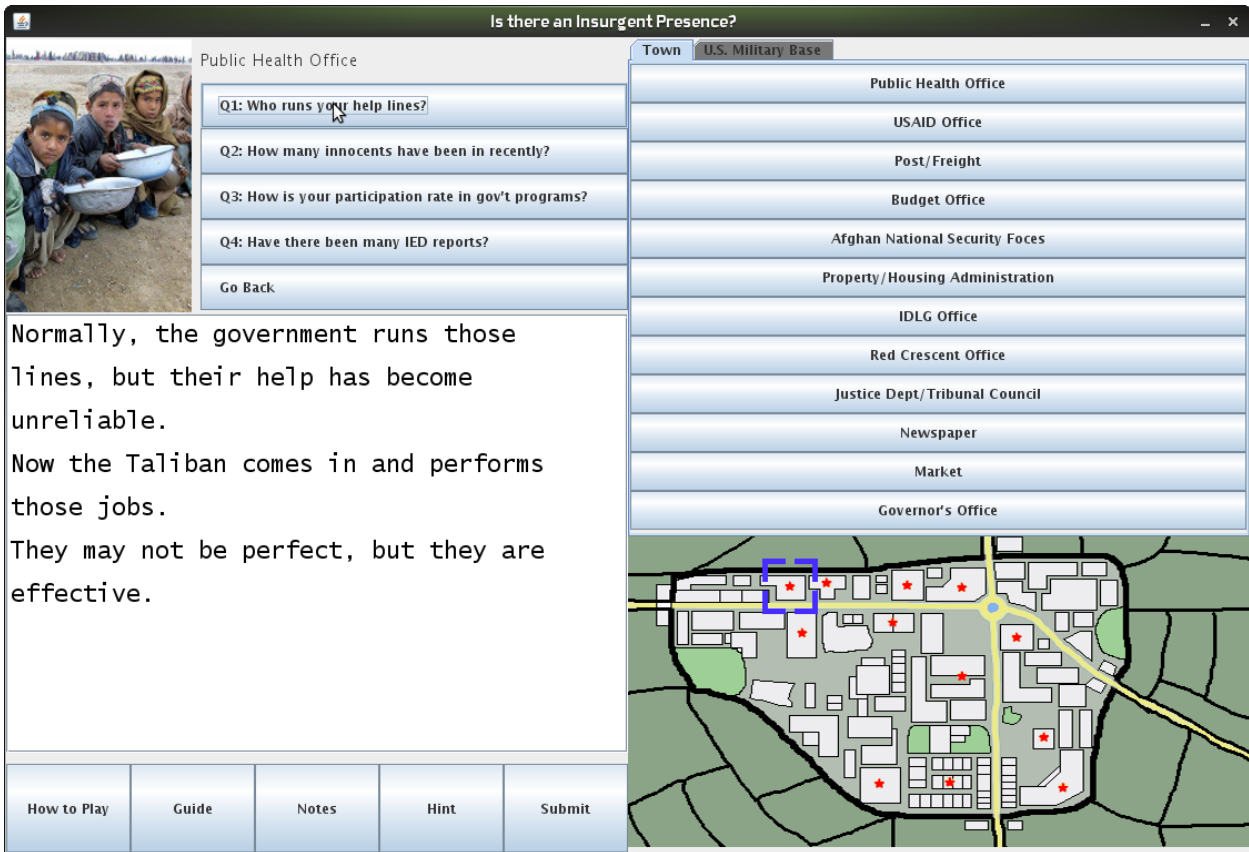 Is there an Insurgent Presence?
Public Health Office
Q1: Who runs your help lines?
Q2: How many innocents have been in recently?
Q3: How is your participation rate in gov't programs?
Q4: Have there been many IED reports?
Go Back
Normally, the government runs those
lines, but their help has become
unreliable.
Now the Taliban comes in and performs
those jobs.
They may not be perfect, but they are
effective.
How to Play
Guide
Notes
Hint
Submit
Town
U.S. Military Base
Public Health Office
USAID Office
Post/Freight
Budget Office
Afghan National Security Foces
Property/Housing Administration
IDLG Office
Red Crescent Office
Justice Dept/Tribunal Council
Newspaper
Market
Governor's Office